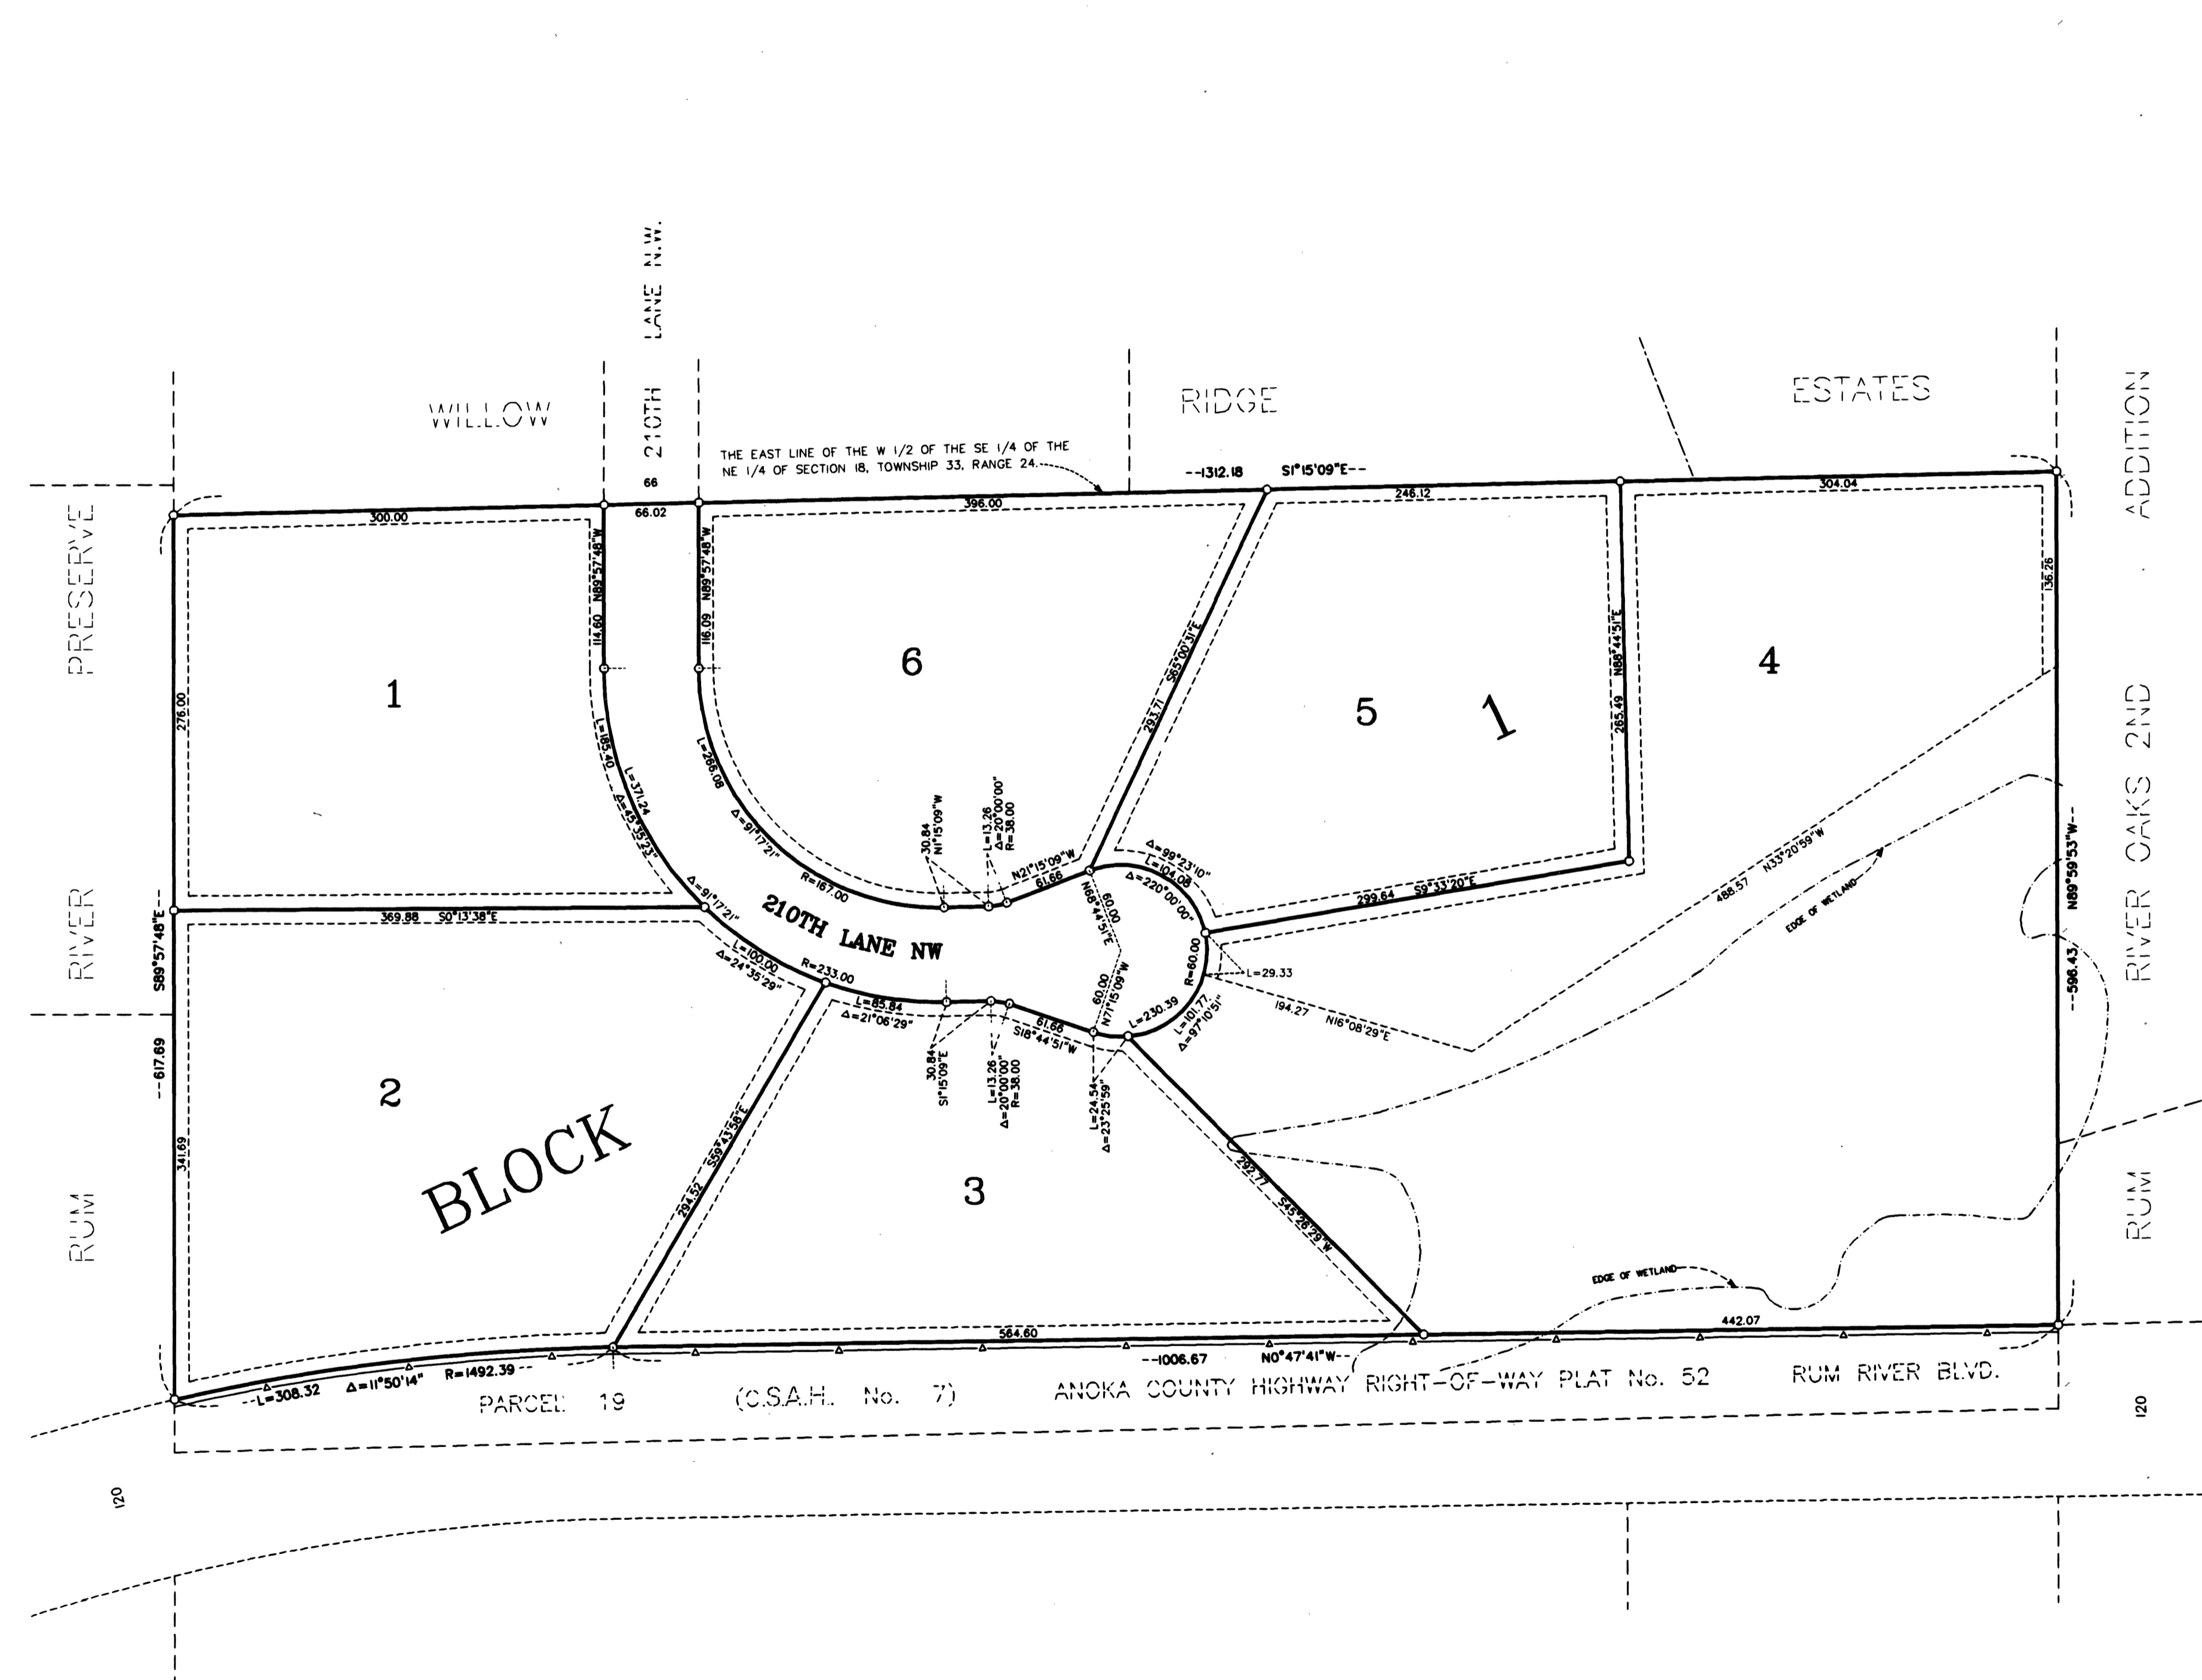 LANE N.W.
210TH
66
WILLOW
RIDGE
ESTATES
ADDITION
RIVER OAKS 2ND
RUM
PRESERVE
RIVER
RUM
THE EAST LINE OF THE W 1/2 OF THE SE 1/4 OF THE
NE 1/4 OF SECTION 18, TOWNSHIP 33, RANGE 24.
--1312.18 S1°15'09"E--
300.00
66.02
396.00
246.12
304.04
114.60 N89°57'48"W
116.09 N89°57'48"W
136.26
276.00
1
6
5
1
4
S65°00'31"E
293.71
N88°44'51"E
265.49
L=185.40
Δ=45°35'23"
L=371.24
Δ=91°17'21"
L=266.08
Δ=91°17'21"
R=167.00
30.84
N1°15'09"W
L=13.26
Δ=20°00'00"
R=38.00
N21°15'09"W
61.66
Δ=99°23'10"
L=104.08
Δ=220°00'00"
60.00
N68°44'51"E
S9°33'20"E
299.64
488.57 N33°20'59"W
EDGE OF WETLAND
N89°59'53"W--
--596.43
369.88 S0°13'38"E
S89°57'48"E--
--617.69
210TH LANE NW
L=100.00
Δ=24°35'29"
R=233.00
L=85.84
Δ=21°06'29"
R=60.00
L=29.33
60.00
N71°15'09"W
L=230.39
L=101.77
Δ=97°10'51"
194.27 N16°08'29"E
61.66
S18°44'51"W
30.84
S1°15'09"E
L=13.26
Δ=20°00'00"
R=38.00
L=24.54
Δ=23°25'59"
2
BLOCK
3
341.69
S59°43'58"E
294.52
292.77
S45°26'29"W
EDGE OF WETLAND
564.60
442.07
--L=308.32 Δ=11°50'14" R=1492.39--
--1006.67 N0°47'41"W--
PARCEL 19 (C.S.A.H. No. 7) ANOKA COUNTY HIGHWAY RIGHT-OF-WAY PLAT No. 52 RUM RIVER BLVD.
120
120